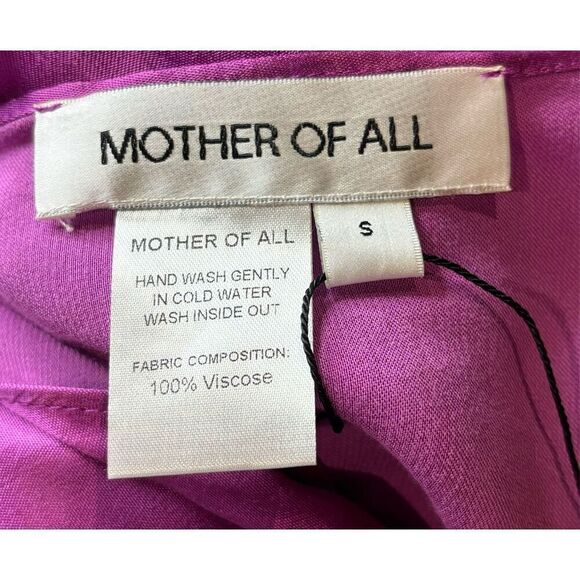 MOTHER OF ALL
S
MOTHER OF ALL
HAND WASH GENTLY
IN COLD WATER
WASH INSIDE OUT
FABRIC COMPOSITION:
100% Viscose